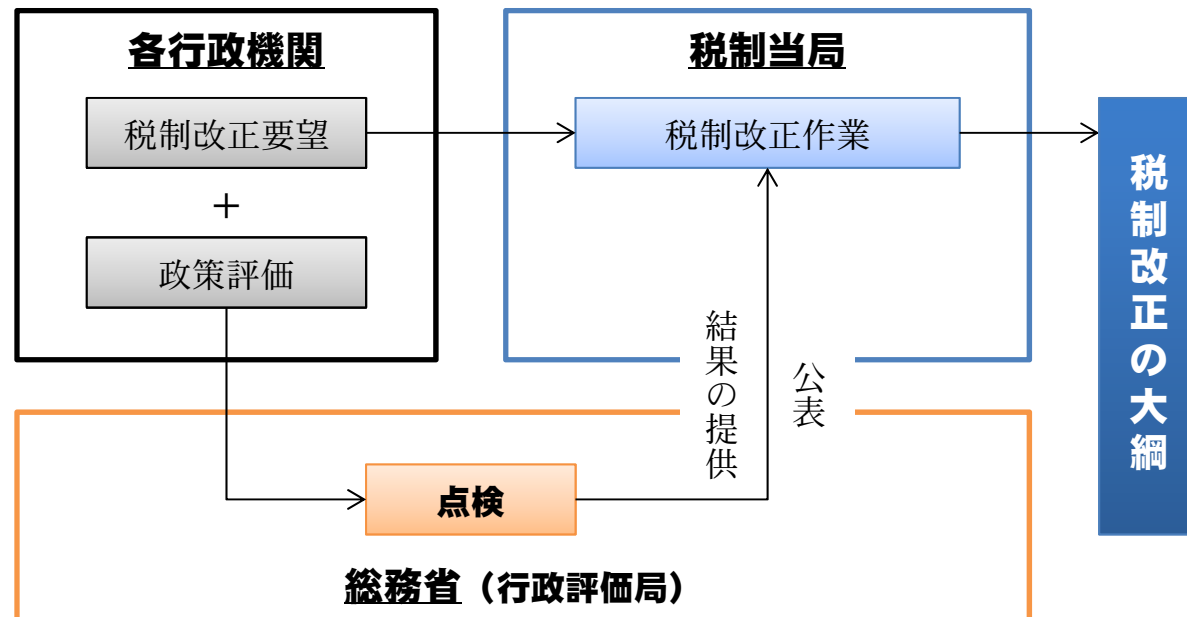 各行政機関
税制改正要望
＋
政策評価
税制当局
税制改正作業
結果の提供
公表
点検
総務省（行政評価局）
税制改正の大綱